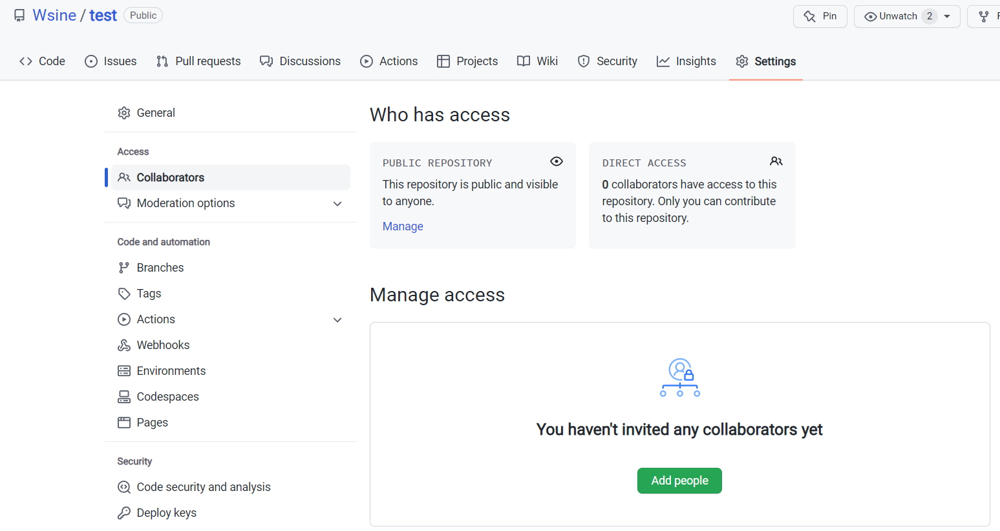 Wsine / test Public
Pin
Unwatch 2
Code Issues Pull requests Discussions Actions Projects Wiki Security Insights Settings
General
Access
Collaborators
Moderation options
Code and automation
Branches
Tags
Actions
Webhooks
Environments
Codespaces
Pages
Security
Code security and analysis
Deploy keys
Who has access
PUBLIC REPOSITORY
This repository is public and visible
to anyone.
Manage
DIRECT ACCESS
0 collaborators have access to this
repository. Only you can contribute
to this repository.
Manage access
You haven't invited any collaborators yet
Add people